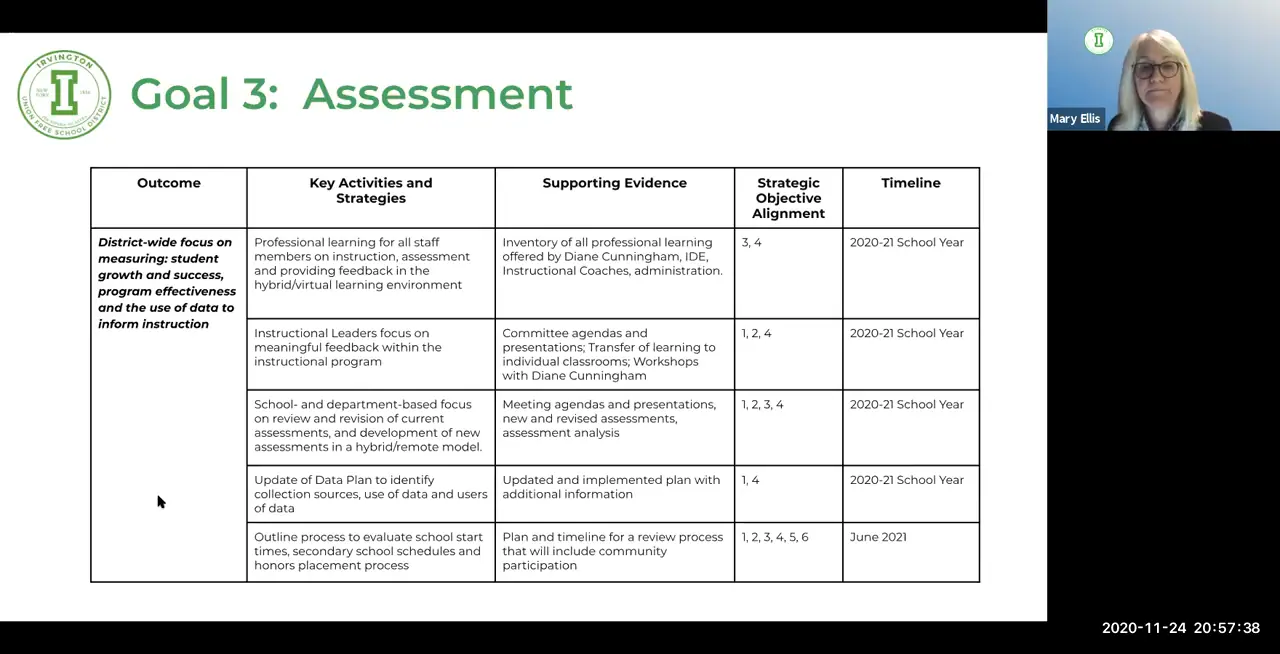 IRVINGTON
UNION FREE SCHOOL DISTRICT
I
Goal 3: Assessment
I
Mary Ellis
Outcome
Key Activities and
Strategies
Supporting Evidence
Strategic
Objective
Alignment
Timeline
District-wide focus on
measuring: student
growth and success,
program effectiveness
and the use of data to
inform instruction
Professional learning for all staff
members on instruction, assessment
and providing feedback in the
hybrid/virtual learning environment
Inventory of all professional learning
offered by Diane Cunningham, IDE,
Instructional Coaches, administration.
3, 4
2020-21 School Year
Instructional Leaders focus on
meaningful feedback within the
instructional program
Committee agendas and
presentations; Transfer of learning to
individual classrooms; Workshops
with Diane Cunningham
1, 2, 4
2020-21 School Year
School- and department-based focus
on review and revision of current
assessments, and development of new
assessments in a hybrid/remote model.
Meeting agendas and presentations,
new and revised assessments,
assessment analysis
1, 2, 3, 4
2020-21 School Year
Update of Data Plan to identify
collection sources, use of data and users
of data
Updated and implemented plan with
additional information
1, 4
2020-21 School Year
Outline process to evaluate school start
times, secondary school schedules and
honors placement process
Plan and timeline for a review process
that will include community
participation
1, 2, 3, 4, 5, 6
June 2021
2020-11-24 20:57:38